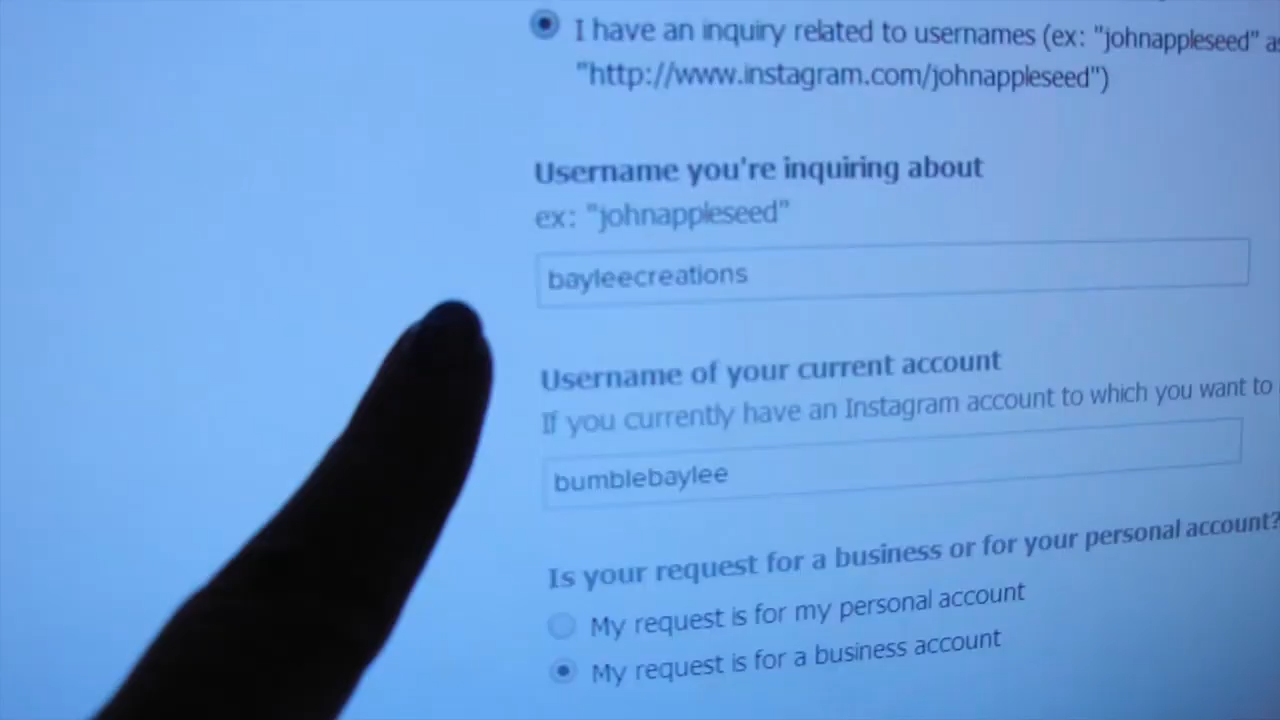 I have an inquiry related to usernames (ex: "johnappleseed" as
"http://www.instagram.com/johnappleseed")
Username you're inquiring about
ex: "johnappleseed"
bayleecreations
Username of your current account
If you currently have an Instagram account to which you want to
bumblebaylee
Is your request for a business or for your personal account?
My request is for my personal account
My request is for a business account